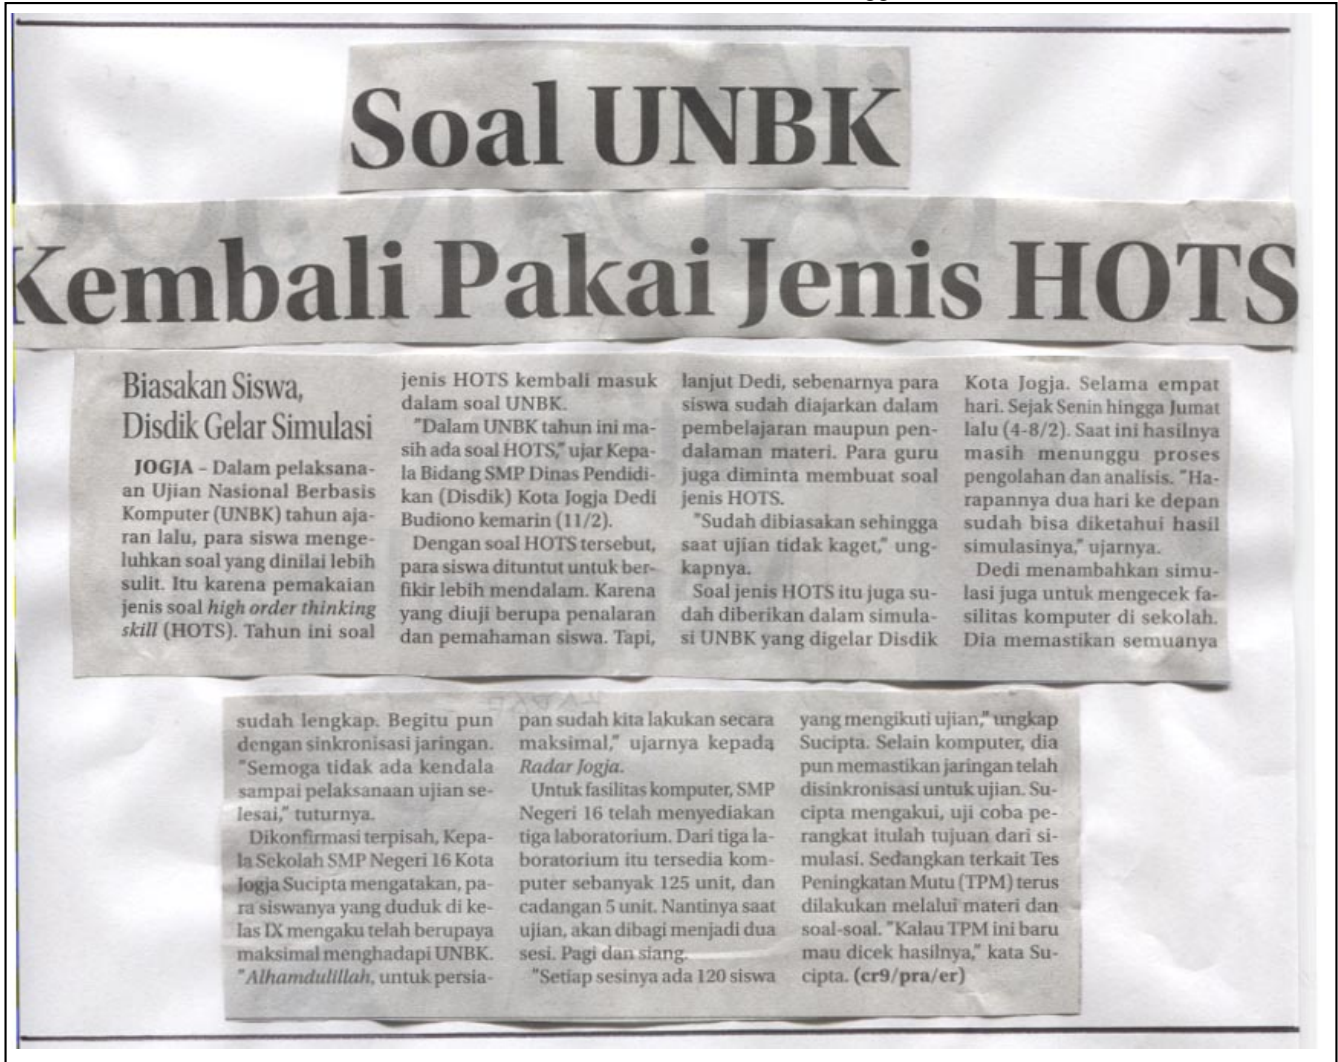 Soal UNBK
Kembali Pakai Jenis HOTS
Biasakan Siswa,
Disdik Gelar Simulasi
JOGJA – Dalam pelaksana-
an Ujian Nasional Berbasis
Komputer (UNBK) tahun aja-
ran lalu, para siswa menge-
luhkan soal yang dinilai lebih
sulit. Itu karena pemakaian
jenis soal high order thinking
skill (HOTS). Tahun ini soal
jenis HOTS kembali masuk
dalam soal UNBK.
"Dalam UNBK tahun ini ma-
sih ada soal HOTS," ujar Kepa-
la Bidang SMP Dinas Pendidi-
kan (Disdik) Kota Jogja Dedi
Budiono kemarin (11/2).
Dengan soal HOTS tersebut,
para siswa dituntut untuk ber-
fikir lebih mendalam. Karena
yang diuji berupa penalaran
dan pemahaman siswa. Tapi,
lanjut Dedi, sebenarnya para
siswa sudah diajarkan dalam
pembelajaran maupun pen-
dalaman materi. Para guru
juga diminta membuat soal
jenis HOTS.
"Sudah dibiasakan sehingga
saat ujian tidak kaget," ung-
kapnya.
Soal jenis HOTS itu juga su-
dah diberikan dalam simula-
si UNBK yang digelar Disdik
Kota Jogja. Selama empat
hari. Sejak Senin hingga Jumat
lalu (4-8/2). Saat ini hasilnya
masih menunggu proses
pengolahan dan analisis. "Ha-
rapannya dua hari ke depan
sudah bisa diketahui hasil
simulasinya," ujarnya.
Dedi menambahkan simu-
lasi juga untuk mengecek fa-
silitas komputer di sekolah.
Dia memastikan semuanya
sudah lengkap. Begitu pun
dengan sinkronisasi jaringan.
"Semoga tidak ada kendala
sampai pelaksanaan ujian se-
lesai," tuturnya.
Dikonfirmasi terpisah, Kepa-
la Sekolah SMP Negeri 16 Kota
Jogja Sucipta mengatakan, pa-
ra siswanya yang duduk di ke-
las IX mengaku telah berupaya
maksimal menghadapi UNBK.
"Alhamdulillah, untuk persia-
pan sudah kita lakukan secara
maksimal," ujarnya kepada
Radar Jogja.
Untuk fasilitas komputer, SMP
Negeri 16 telah menyediakan
tiga laboratorium. Dari tiga la-
boratorium itu tersedia kom-
puter sebanyak 125 unit, dan
cadangan 5 unit. Nantinya saat
ujian, akan dibagi menjadi dua
sesi. Pagi dan siang.
"Setiap sesinya ada 120 siswa
yang mengikuti ujian," ungkap
Sucipta. Selain komputer, dia
pun memastikan jaringan telah
disinkronisasi untuk ujian. Su-
cipta mengakui, uji coba pe-
rangkat itulah tujuan dari si-
mulasi. Sedangkan terkait Tes
Peningkatan Mutu (TPM) terus
dilakukan melalui materi dan
soal-soal. "Kalau TPM ini baru
mau dicek hasilnya," kata Su-
cipta. (cr9/pra/er)